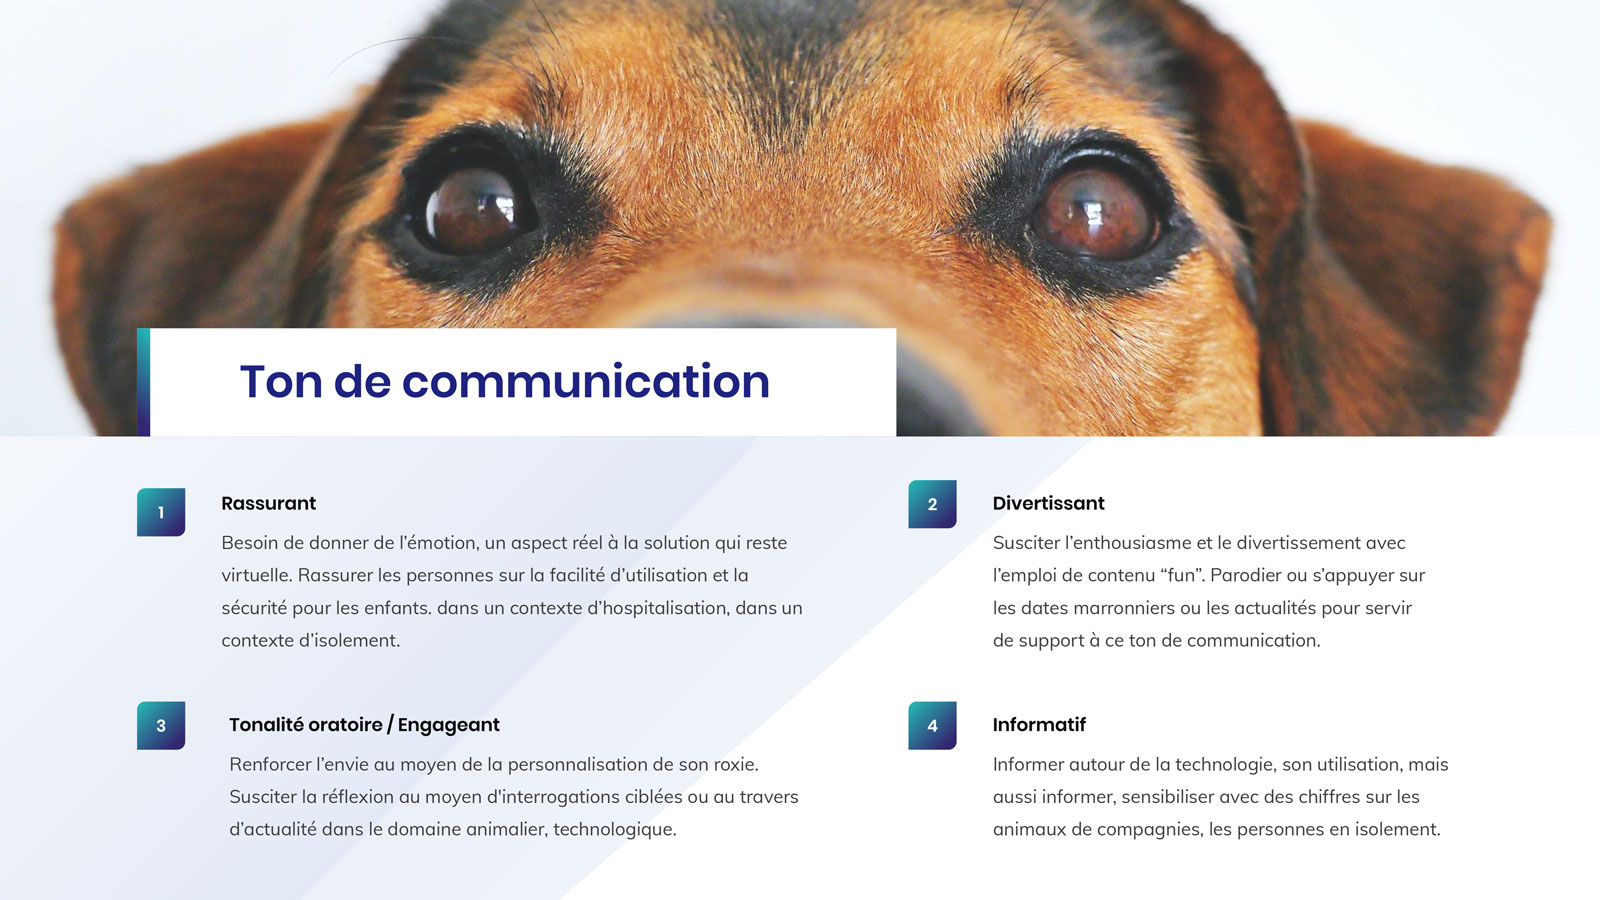 Ton de communication
1
Rassurant
Besoin de donner de l’émotion, un aspect réel à la solution qui reste
virtuelle. Rassurer les personnes sur la facilité d’utilisation et la
sécurité pour les enfants. dans un contexte d’hospitalisation, dans un
contexte d’isolement.
2
Divertissant
Susciter l’enthousiasme et le divertissement avec
l’emploi de contenu “fun”. Parodier ou s’appuyer sur
les dates marronniers ou les actualités pour servir
de support à ce ton de communication.
3
Tonalité oratoire / Engageant
Renforcer l’envie au moyen de la personnalisation de son roxie.
Susciter la réflexion au moyen d'interrogations ciblées ou au travers
d’actualité dans le domaine animalier, technologique.
4
Informatif
Informer autour de la technologie, son utilisation, mais
aussi informer, sensibiliser avec des chiffres sur les
animaux de compagnies, les personnes en isolement.